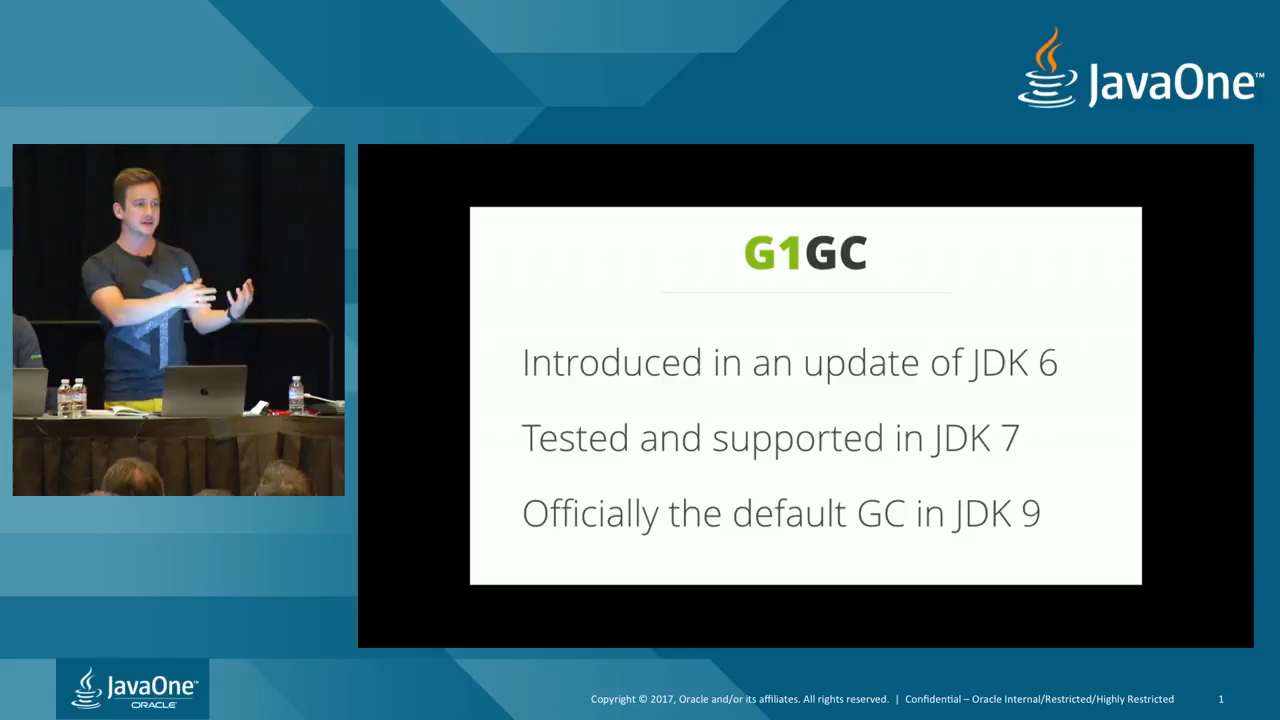 JavaOne™
G1GC
Introduced in an update of JDK 6
Tested and supported in JDK 7
Officially the default GC in JDK 9
JavaOne™
ORACLE®
Copyright © 2017, Oracle and/or its affiliates. All rights reserved. | Confidential – Oracle Internal/Restricted/Highly Restricted 1